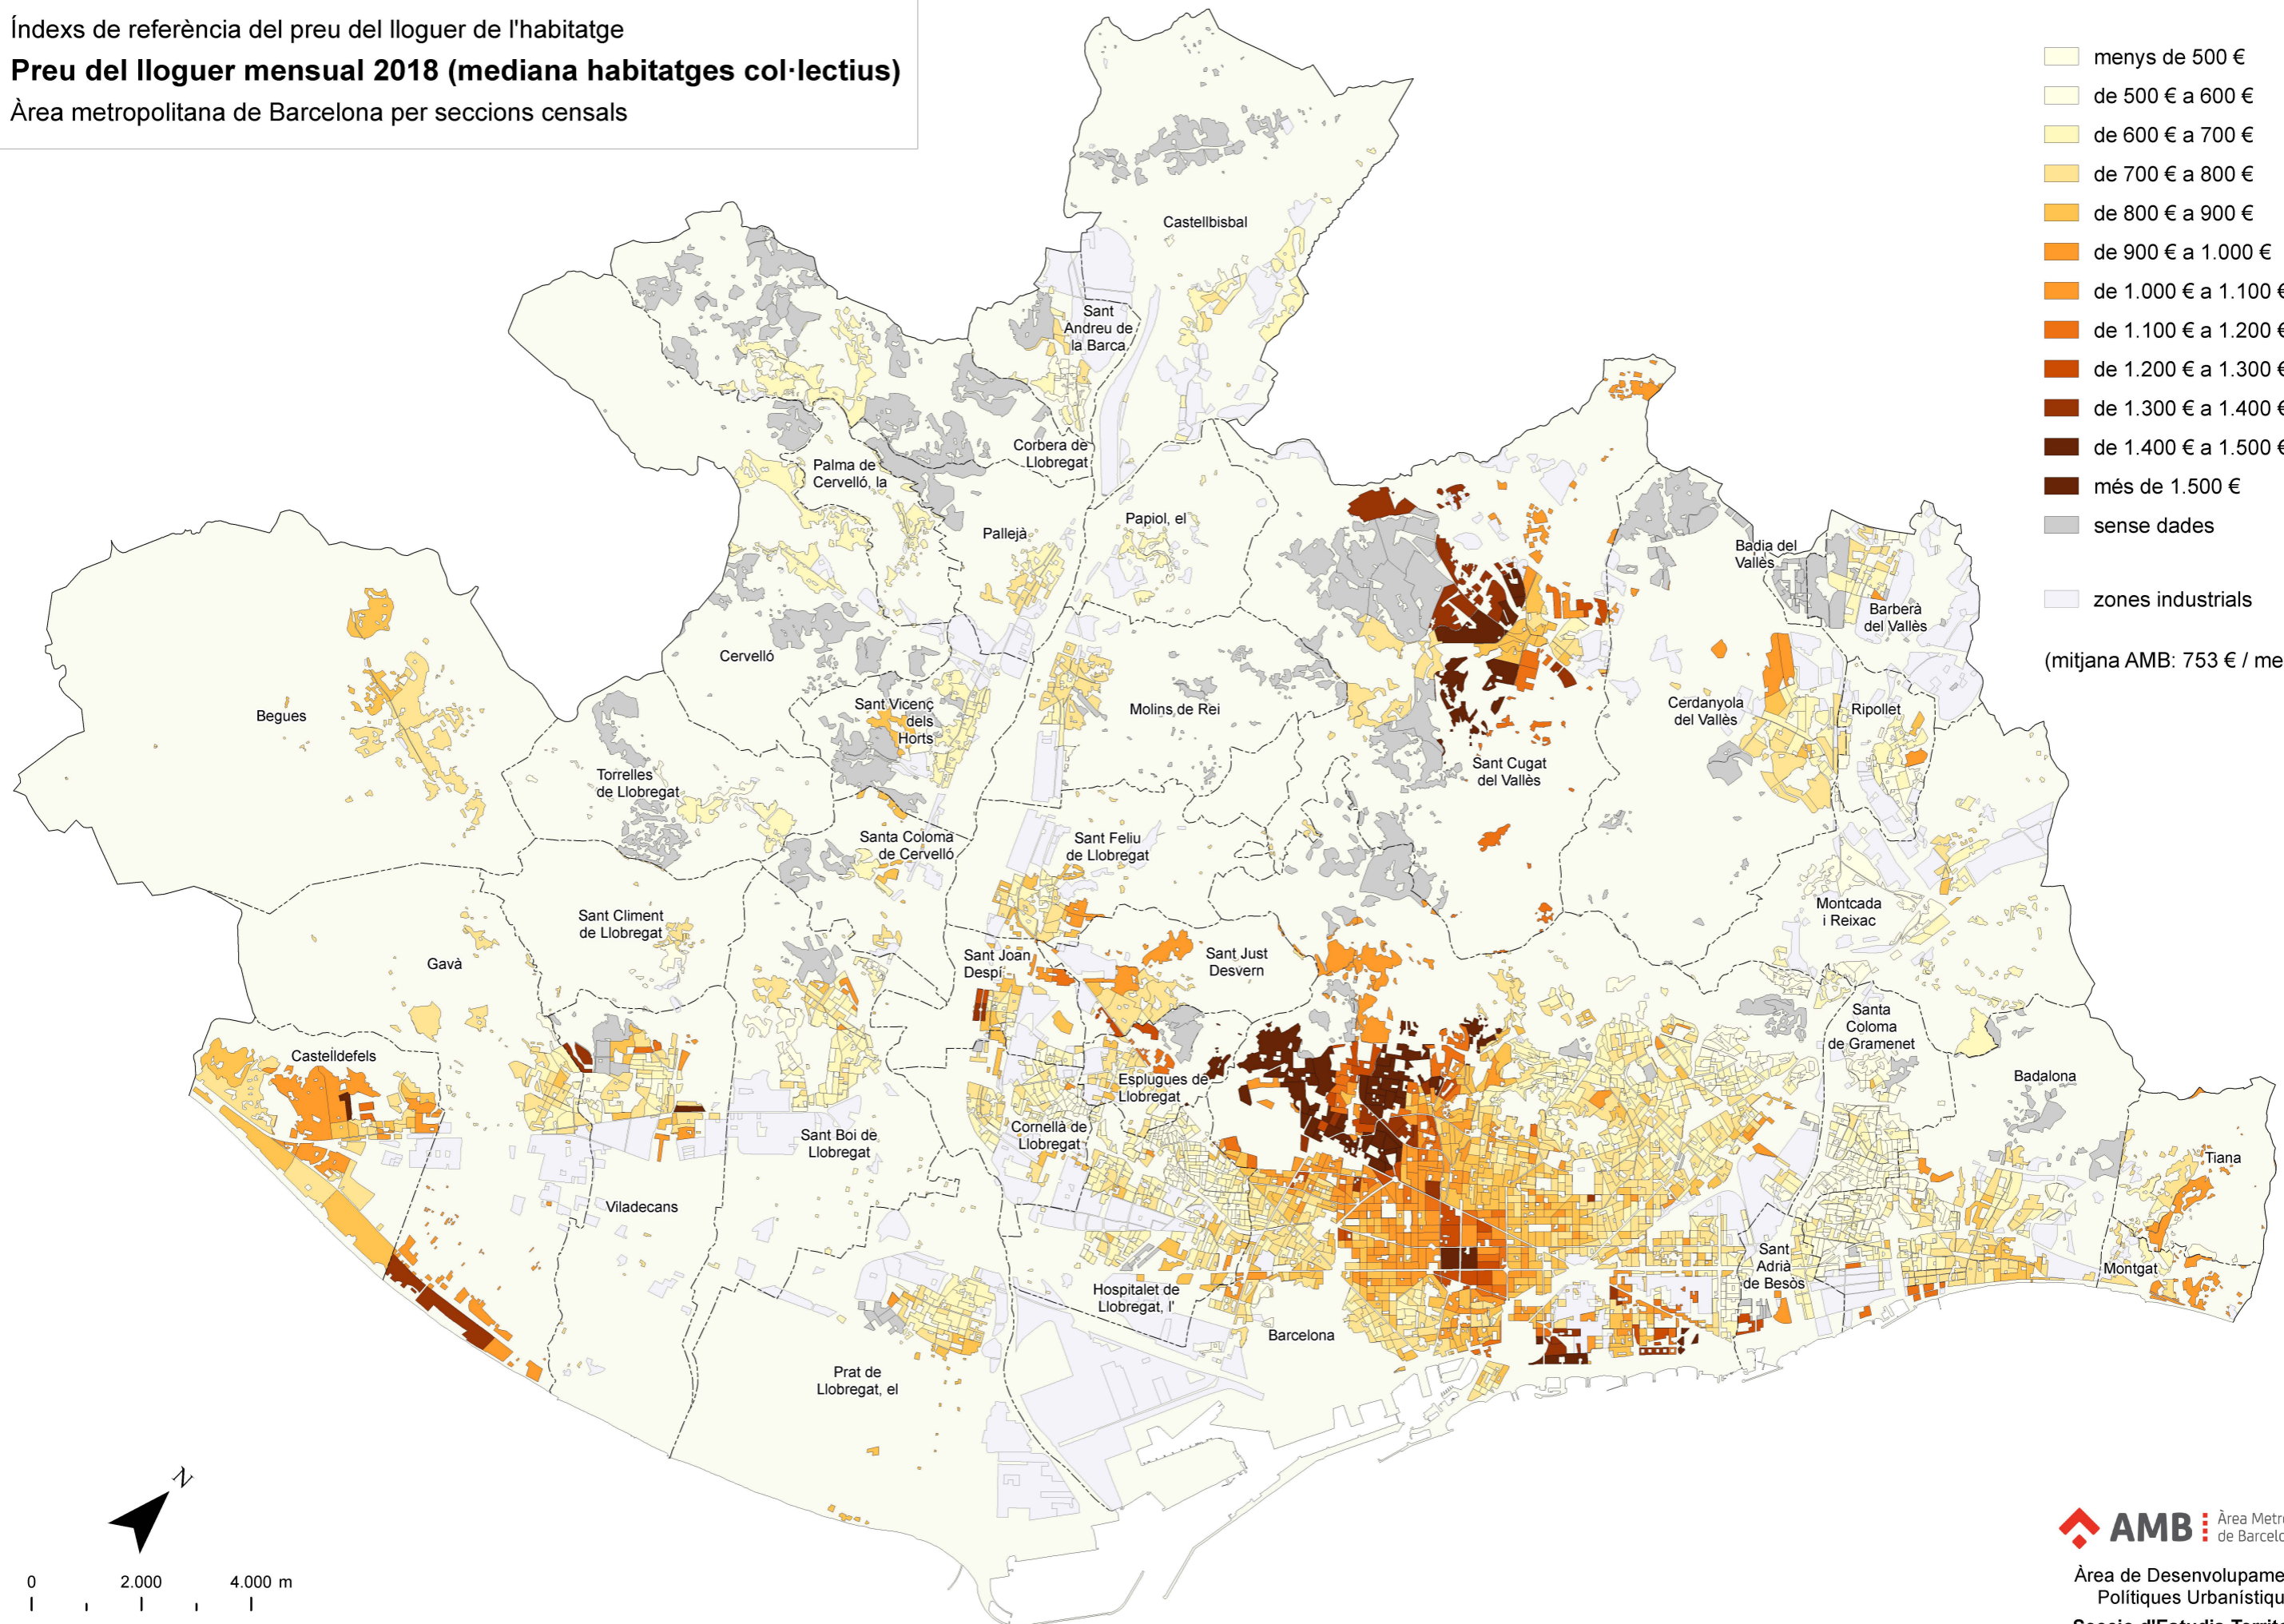 Índexs de referència del preu del lloguer de l'habitatge
Preu del lloguer mensual 2018 (mediana habitatges col·lectius)
Àrea metropolitana de Barcelona per seccions censals
menys de 500 €
de 500 € a 600 €
de 600 € a 700 €
de 700 € a 800 €
de 800 € a 900 €
de 900 € a 1.000 €
de 1.000 € a 1.100 €
de 1.100 € a 1.200 €
de 1.200 € a 1.300 €
de 1.300 € a 1.400 €
de 1.400 € a 1.500 €
més de 1.500 €
sense dades
zones industrials
(mitjana AMB: 753 € / me
Castellbisbal
Sant
Andreu de
la Barca
Corbera de
Llobregat
Palma de
Cervelló, la
Pallejà
Papiol, el
Badia del
Vallès
Barberà
del Vallès
Cervelló
Begues
Sant Vicenç
dels
Horts
Molins de Rei
Cerdanyola
del Vallès
Ripollet
Torrelles
de Llobregat
Sant Cugat
del Vallès
Santa Coloma
de Cervelló
Sant Feliu
de Llobregat
Sant Climent
de Llobregat
Montcada
i Reixac
Gavà
Sant Joan
Despí
Sant Just
Desvern
Santa
Coloma
de Gramenet
Castelldefels
Esplugues de
Llobregat
Badalona
Cornellà de
Llobregat
Sant Boi de
Llobregat
Tiana
Viladecans
Sant
Adrià
de Besòs
Montgat
Hospitalet de
Llobregat, l'
Barcelona
Prat de
Llobregat, el
N
0 2.000 4.000 m
AMB
Àrea Metr
de Barcel
Àrea de Desenvolupame
Polítiques Urbanístiqu